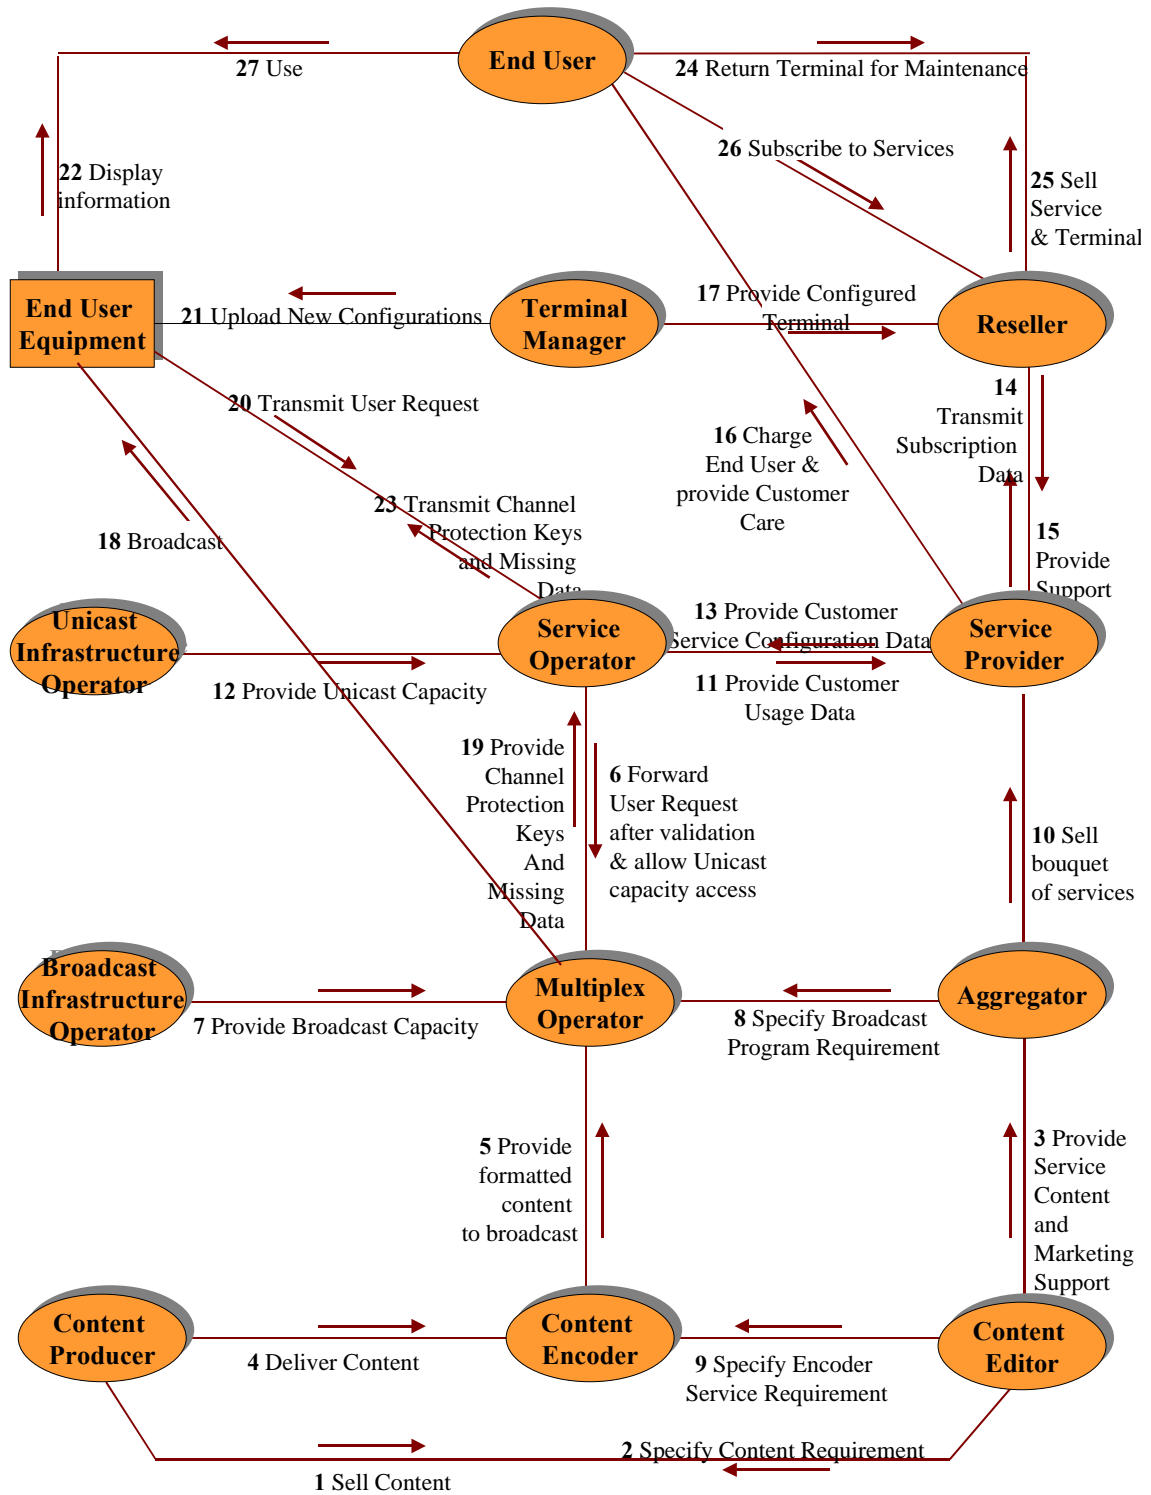 End User
27 Use
24 Return Terminal for Maintenance
26 Subscribe to Services
22 Display
information
25 Sell
Service
& Terminal
End User
Equipment
21 Upload New Configurations
Terminal
Manager
17 Provide Configured
Terminal
Reseller
20 Transmit User Request
14
Transmit
Subscription
Data
16 Charge
End User &
provide Customer
Care
23 Transmit Channel
Protection Keys
and Missing
Data
18 Broadcast
15
Provide
Support
Unicast
Infrastructure
Operator
Service
Operator
13 Provide Customer
Service Configuration Data
Service
Provider
12 Provide Unicast Capacity
11 Provide Customer
Usage Data
19 Provide
Channel
Protection
Keys
And
Missing
Data
6 Forward
User Request
after validation
& allow Unicast
capacity access
10 Sell
bouquet
of services
Broadcast
Infrastructure
Operator
Multiplex
Operator
Aggregator
7 Provide Broadcast Capacity
8 Specify Broadcast
Program Requirement
5 Provide
formatted
content
to broadcast
3 Provide
Service
Content
and
Marketing
Support
Content
Producer
Content
Encoder
Content
Editor
4 Deliver Content
9 Specify Encoder
Service Requirement
2 Specify Content Requirement
1 Sell Content